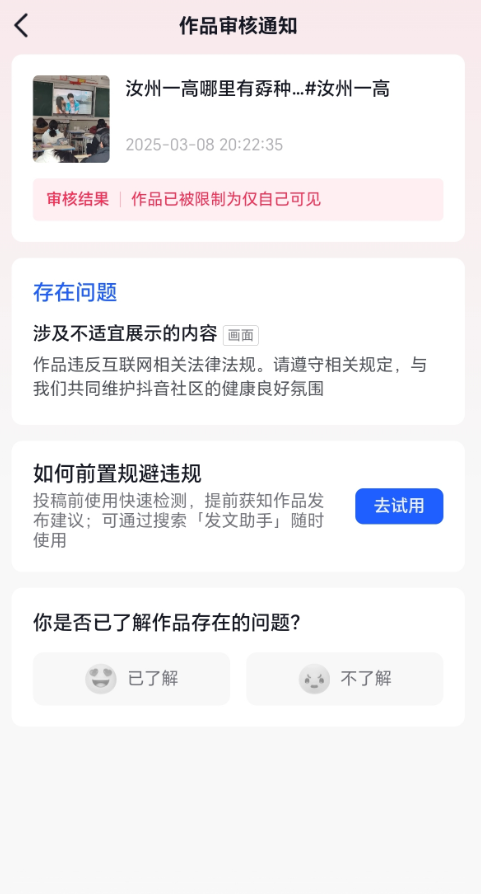 作品审核通知
汝州一高哪里有孬种...#汝州一高
2025-03-08 20:22:35
审核结果 | 作品已被限制为仅自己可见
存在问题
涉及不适宜展示的内容 画面
作品违反互联网相关法律法规。请遵守相关规定，与
我们共同维护抖音社区的健康良好氛围
如何前置规避违规
投稿前使用快速检测，提前获知作品发
布建议；可通过搜索「发文助手」随时
使用
去试用
你是否已了解作品存在的问题？
已了解
不了解